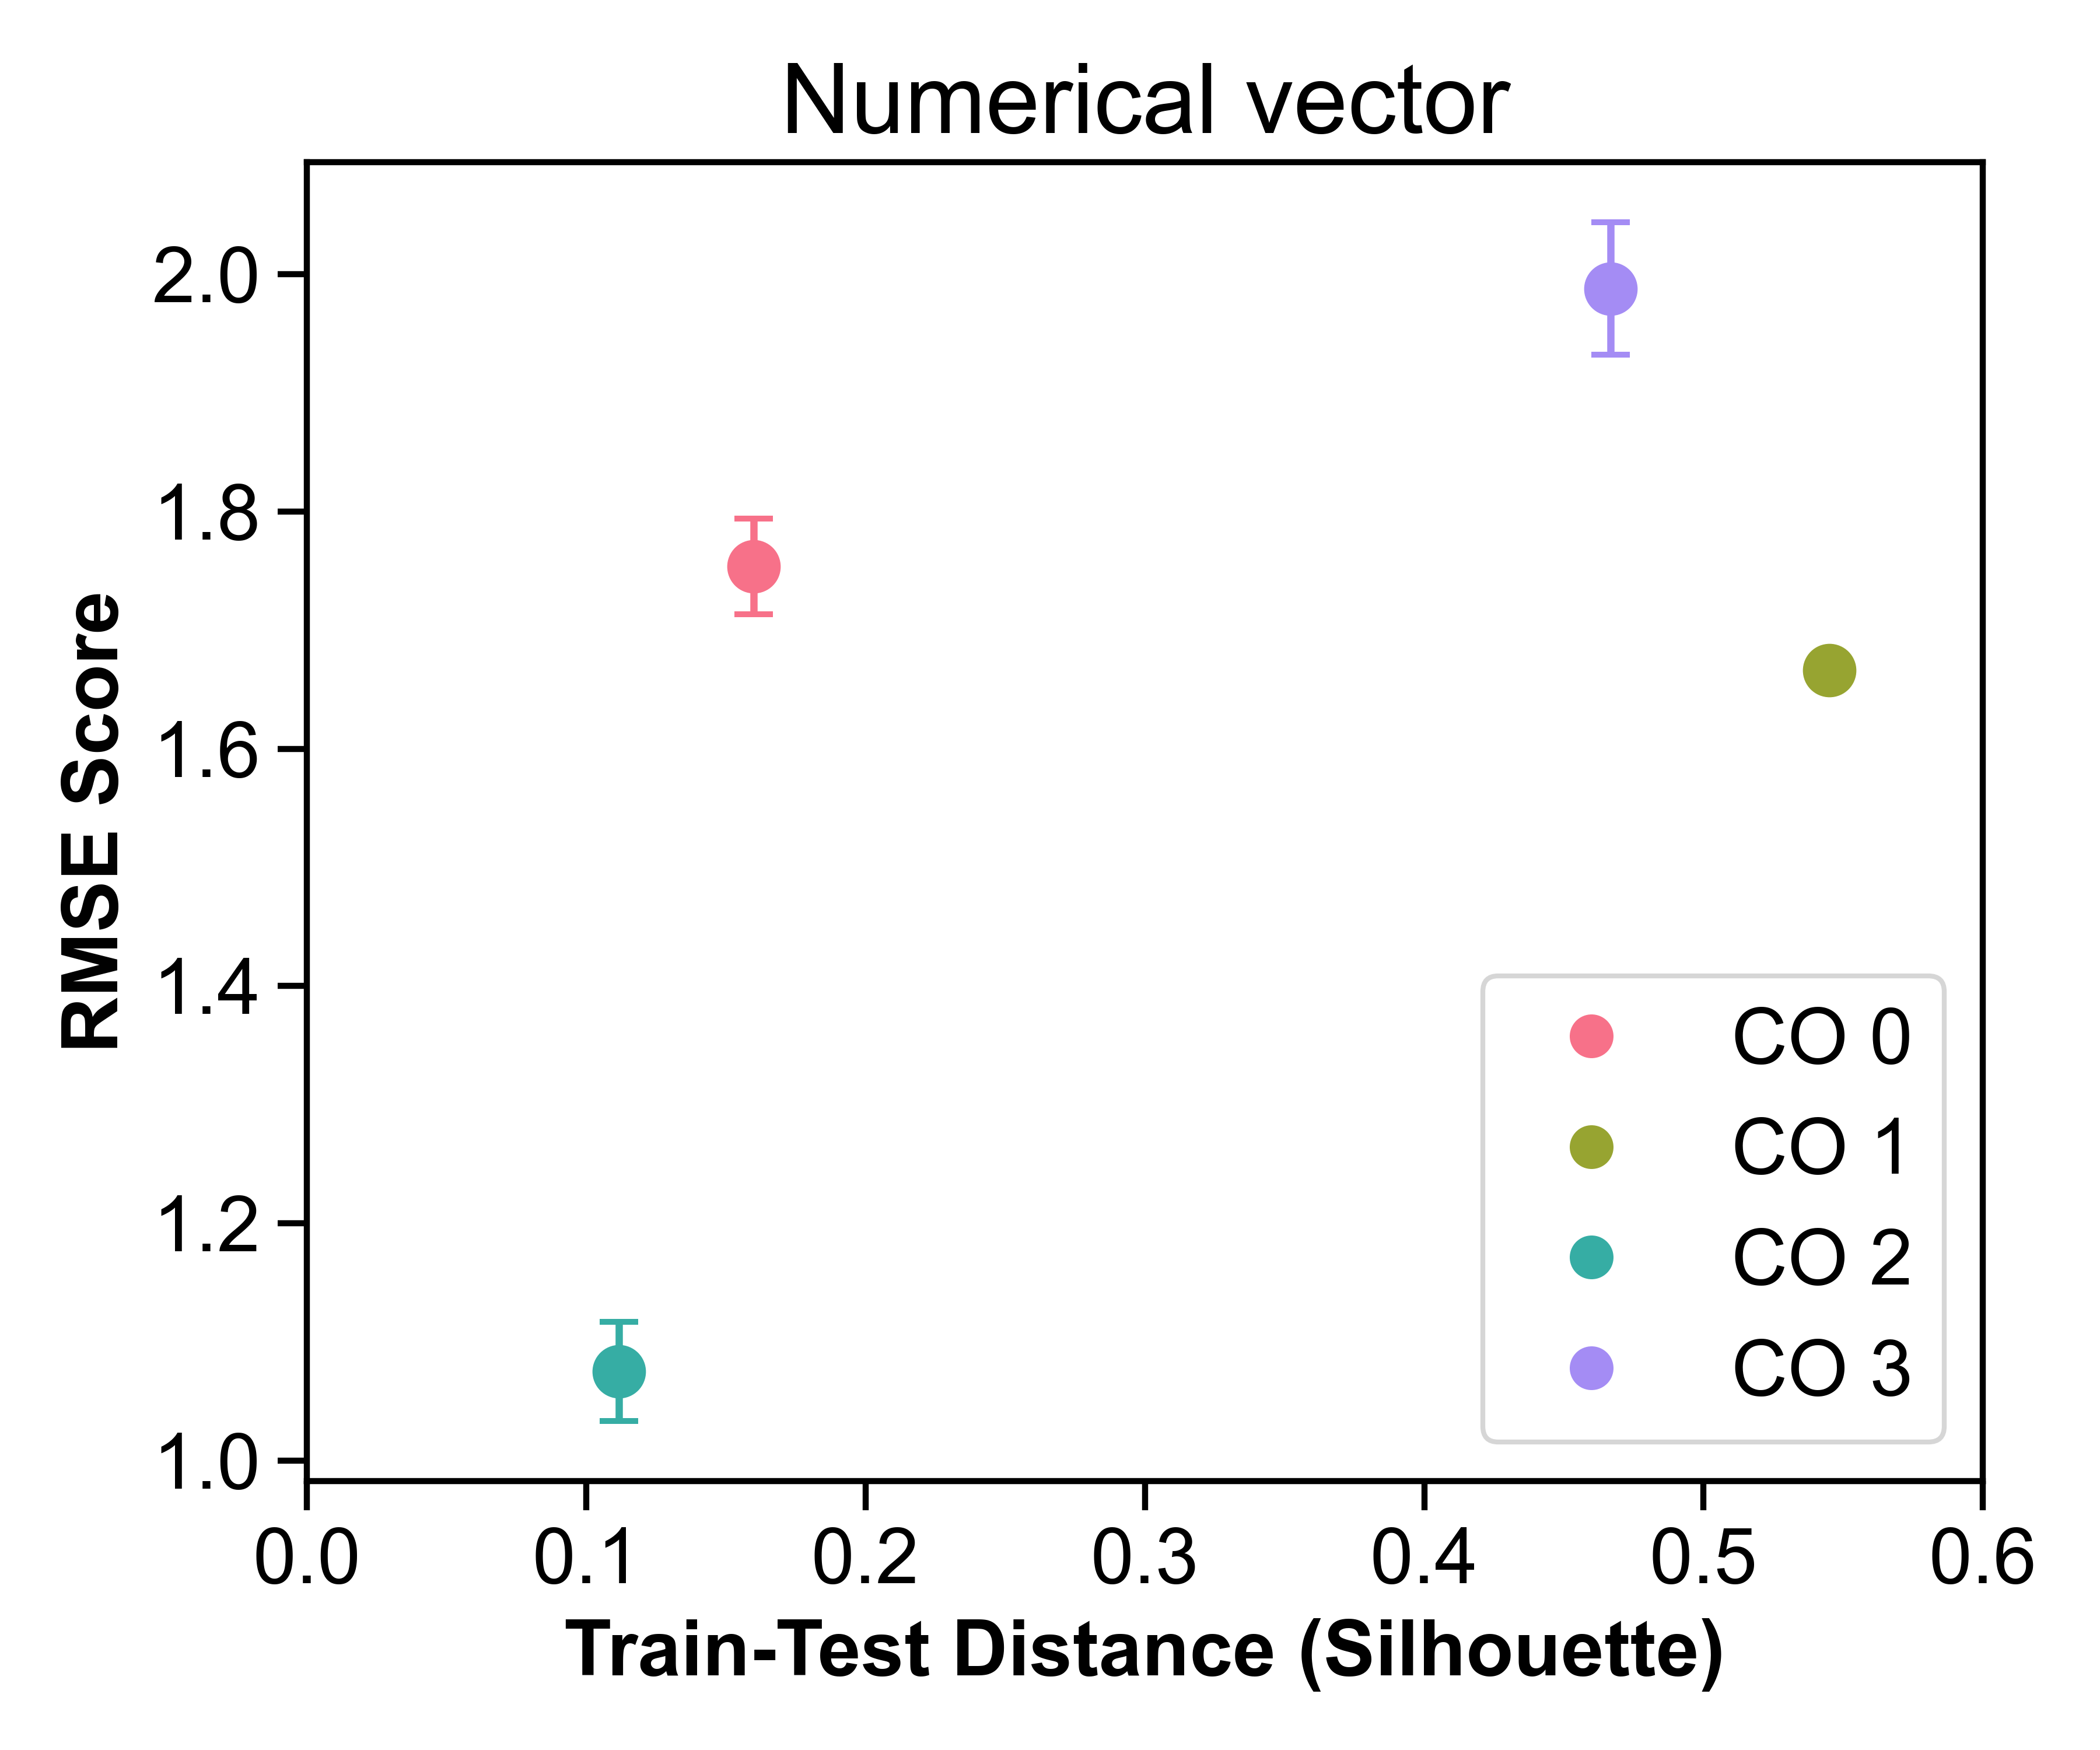 Numerical vector
RMSE Score
2.0
1.8
1.6
1.4
1.2
1.0
CO 0
CO 1
CO 2
CO 3
0.0 0.1 0.2 0.3 0.4 0.5 0.6
Train-Test Distance (Silhouette)